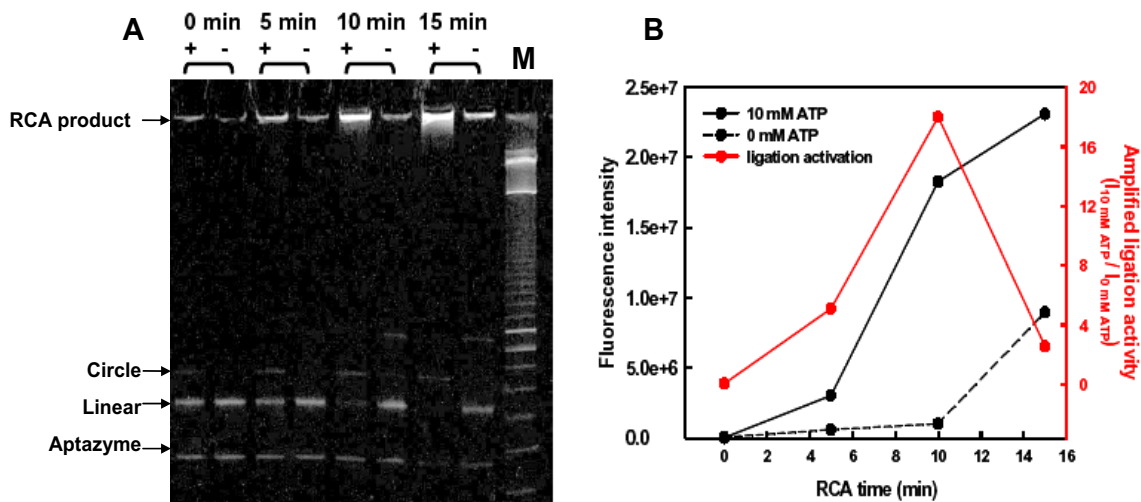 A
0 min 5 min 10 min 15 min
+ - + - + - + - M
RCA product
Circle
Linear
Aptazyme
B
10 mM ATP
0 mM ATP
ligation activation
Fluorescence intensity
2.5e+7
2.0e+7
1.5e+7
1.0e+7
5.0e+6
0.0
0 2 4 6 8 10 12 14 16
RCA time (min)
20
16
12
8
4
0
Amplified ligation activity
(I10 mM ATP / I0 mM ATP)